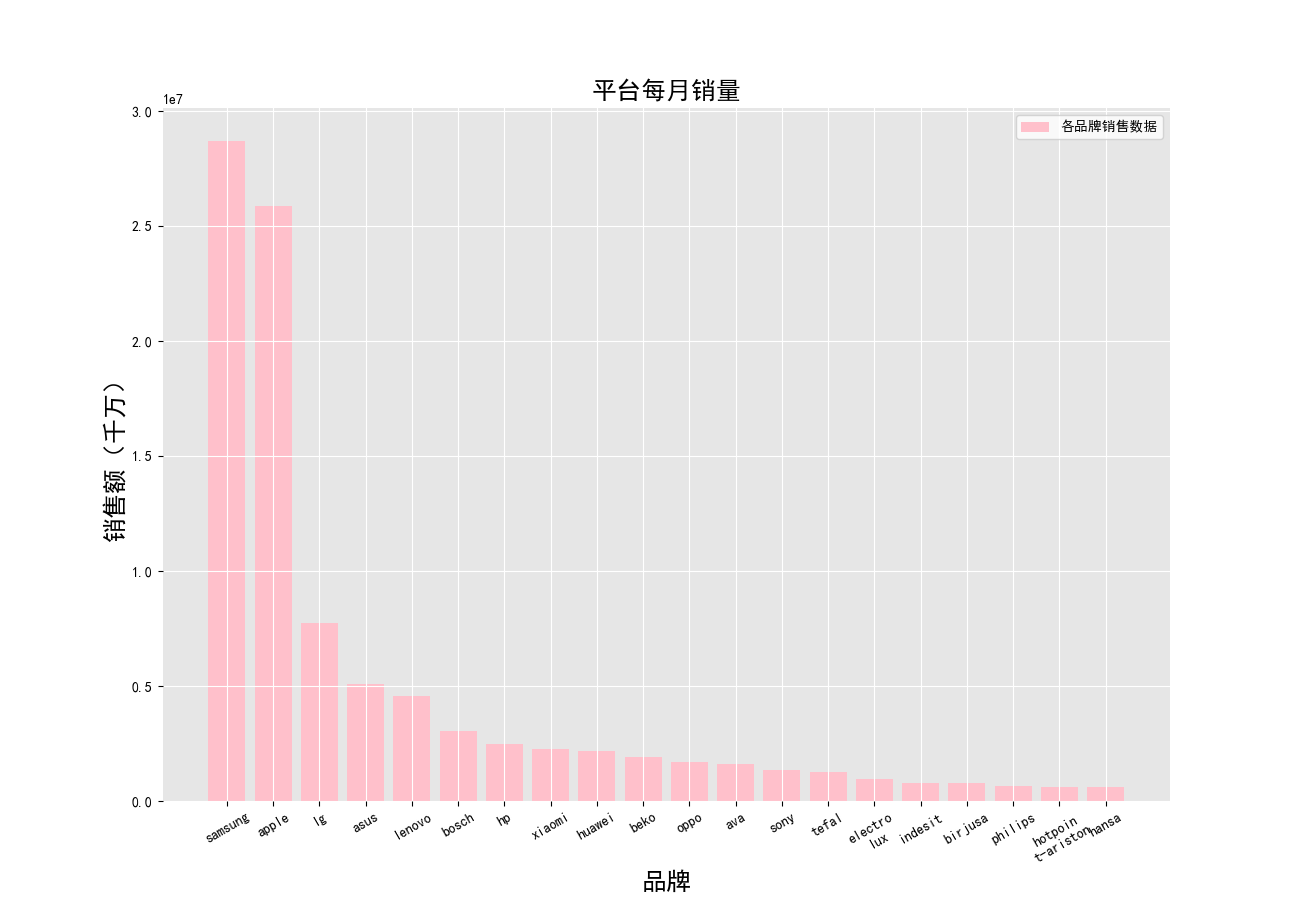 平台每月销量
1e7
3.0
2.5
2.0
1.5
1.0
0.5
0.0
各品牌销售数据
销售额（千万）
samsung
apple
lg
asus
lenovo
bosch
hp
xiaomi
huawei
beko
oppo
ava
sony
tefal
electro
lux
indesit
birjusa
philips
hotpoin
t-ariston
hansa
品牌